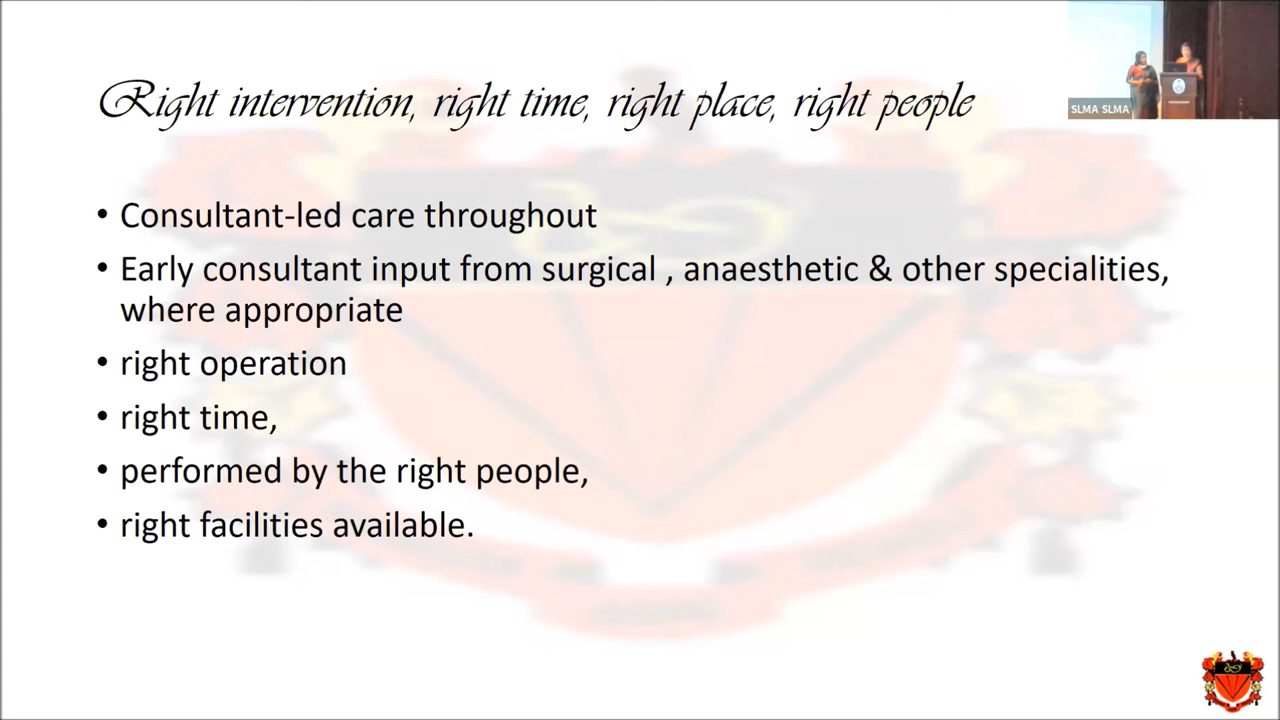 Right intervention, right time, right place, right people
SLMA SLMA
• Consultant-led care throughout
• Early consultant input from surgical , anaesthetic & other specialities,
where appropriate
• right operation
• right time,
• performed by the right people,
• right facilities available.